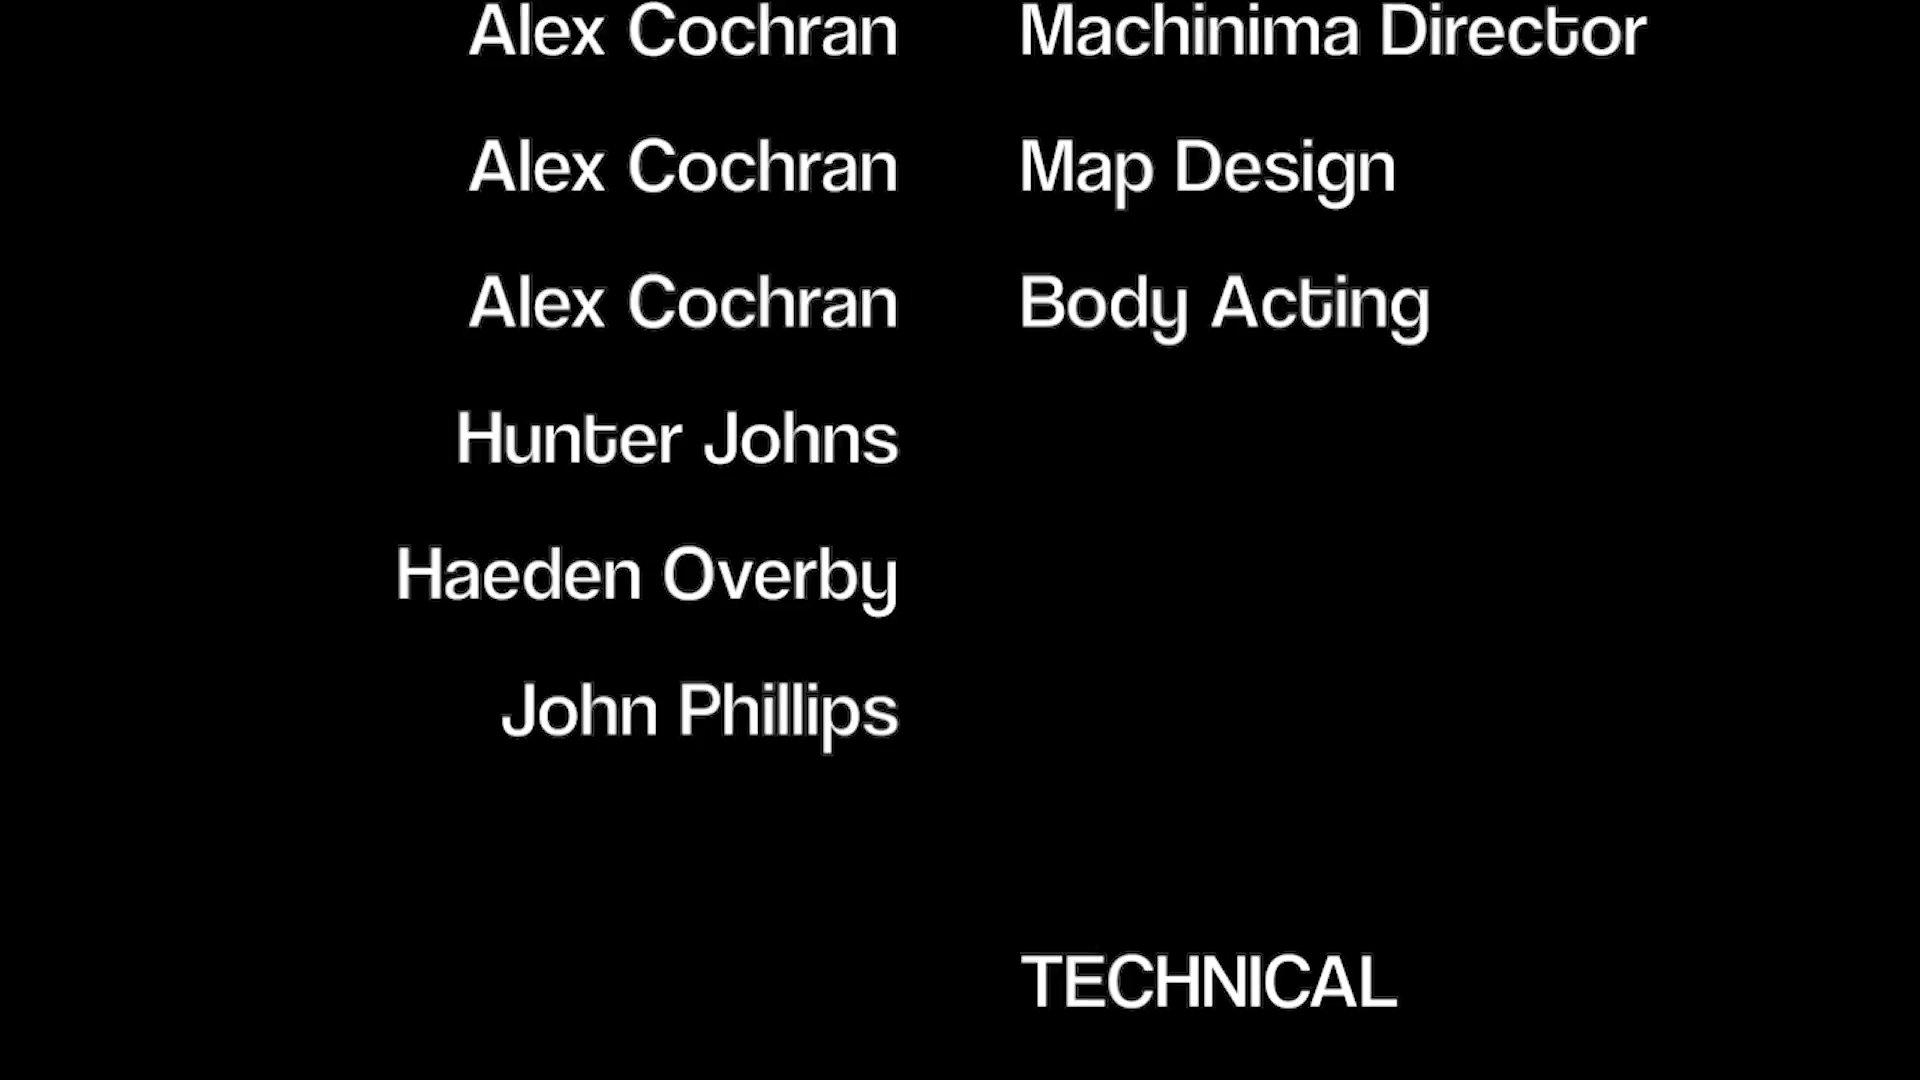 Alex Cochran Machinima Director
Alex Cochran Map Design
Alex Cochran Body Acting
Hunter Johns
Haeden Overby
John Phillips
TECHNICAL